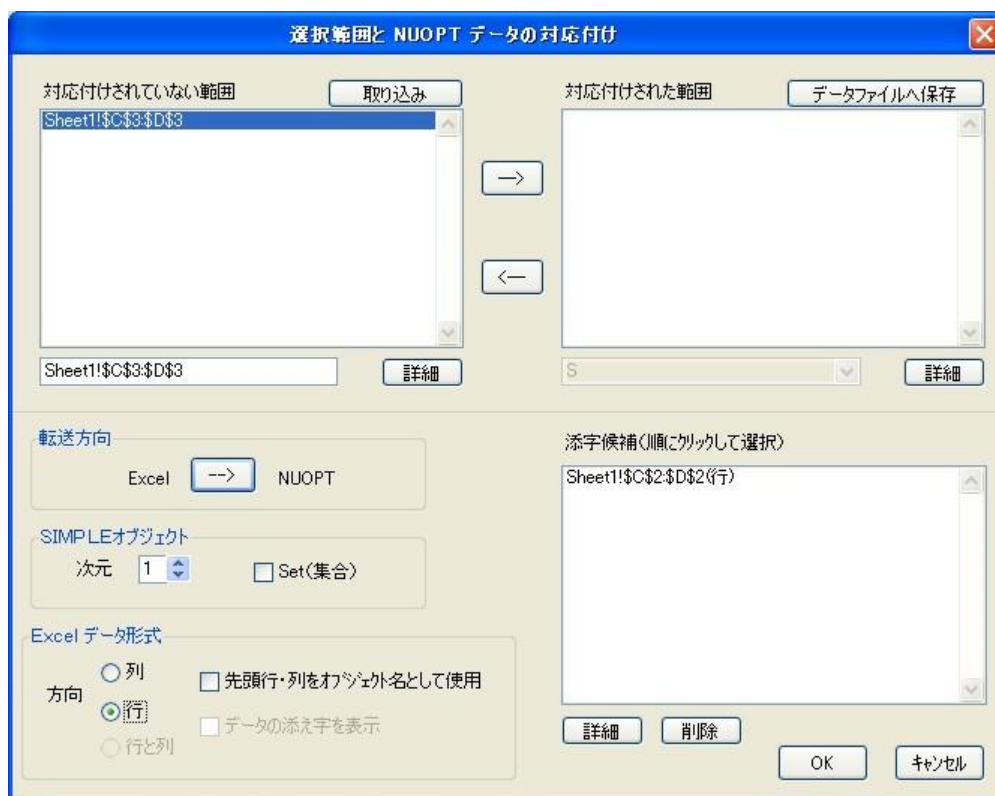 選択範囲と NUOPT データの対応付け
対応付けされていない範囲
取り込み
Sheet1!$C$3:$D$3
-->
<--
対応付けされた範囲
データファイルへ保存
Sheet1!$C$3:$D$3
詳細
S
詳細
転送方向
Excel --> NUOPT
SIMPLEオブジェクト
次元 1 Set(集合)
Excel データ形式
方向
列
行
行と列
先頭行・列をオブジェクト名として使用
データの添え字を表示
添字候補(順にクリックして選択)
Sheet1!$C$2:$D$2(行)
詳細
削除
OK
キャンセル